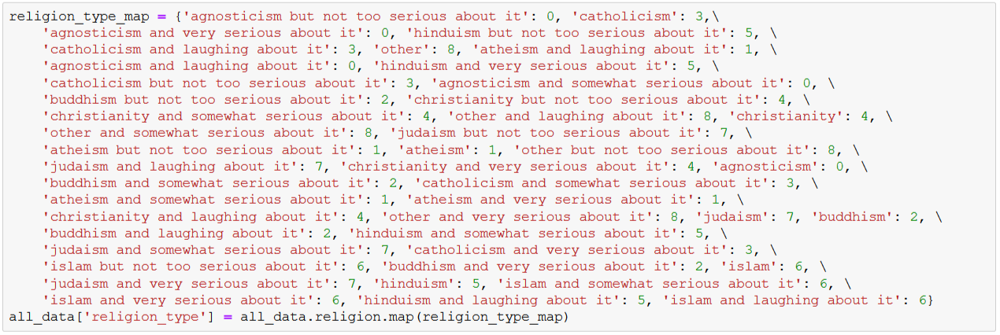 religion_type_map = {'agnosticism but not too serious about it': 0, 'catholicism': 3,\
    'agnosticism and very serious about it': 0, 'hinduism but not too serious about it': 5, \
    'catholicism and laughing about it': 3, 'other': 8, 'atheism and laughing about it': 1, \
    'agnosticism and laughing about it': 0, 'hinduism and very serious about it': 5, \
    'catholicism but not too serious about it': 3, 'agnosticism and somewhat serious about it': 0, \
    'buddhism but not too serious about it': 2, 'christianity but not too serious about it': 4, \
    'christianity and somewhat serious about it': 4, 'other and laughing about it': 8, 'christianity': 4, \
    'other and somewhat serious about it': 8, 'judaism but not too serious about it': 7, \
    'atheism but not too serious about it': 1, 'atheism': 1, 'other but not too serious about it': 8, \
    'judaism and laughing about it': 7, 'christianity and very serious about it': 4, 'agnosticism': 0, \
    'buddhism and somewhat serious about it': 2, 'catholicism and somewhat serious about it': 3, \
    'atheism and somewhat serious about it': 1, 'atheism and very serious about it': 1, \
    'christianity and laughing about it': 4, 'other and very serious about it': 8, 'judaism': 7, 'buddhism': 2, \
    'buddhism and laughing about it': 2, 'hinduism and somewhat serious about it': 5, \
    'judaism and somewhat serious about it': 7, 'catholicism and very serious about it': 3, \
    'islam but not too serious about it': 6, 'buddhism and very serious about it': 2, 'islam': 6, \
    'judaism and very serious about it': 7, 'hinduism': 5, 'islam and somewhat serious about it': 6, \
    'islam and very serious about it': 6, 'hinduism and laughing about it': 5, 'islam and laughing about it': 6}
all_data['religion_type'] = all_data.religion.map(religion_type_map)